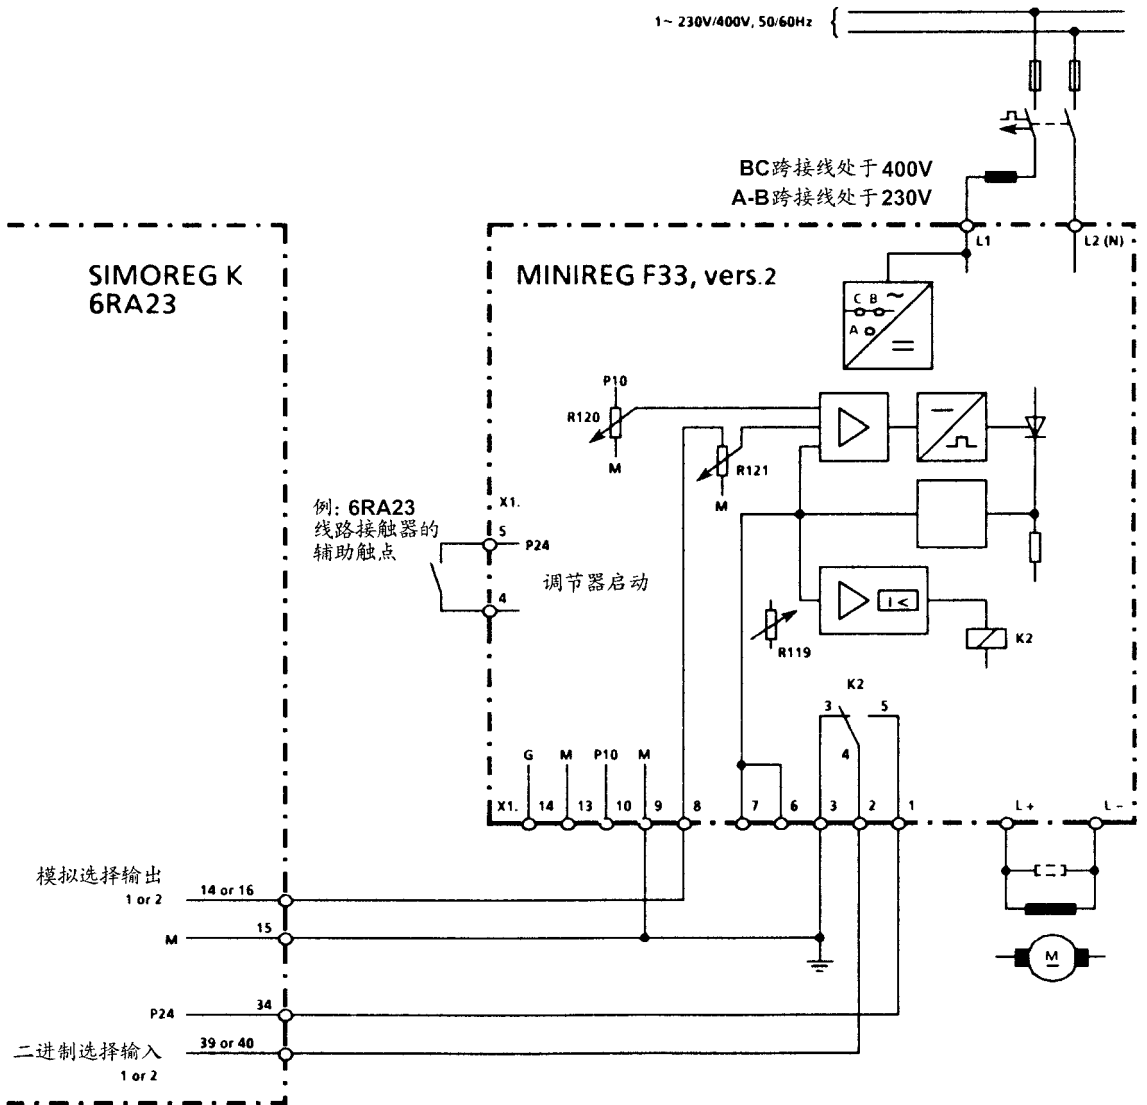 1~ 230V/400V, 50/60Hz
BC跨接线处于400V
A-B跨接线处于230V
L1
L2 (N)
SIMOREG K
6RA23
MINIREG F33, vers.2
C B ~
A
P10
R120
M
R121
M
X1.
例: 6RA23
线路接触器的
辅助触点
5
P24
调节器启动
4
I <
R119
K2
K2
3
5
4
G M P10 M
X1. 14 13 10 9 8 7 6 3 2 1
L +
L -
模拟选择输出
14 or 16
1 or 2
15
M
M
34
P24
二进制选择输入
39 or 40
1 or 2